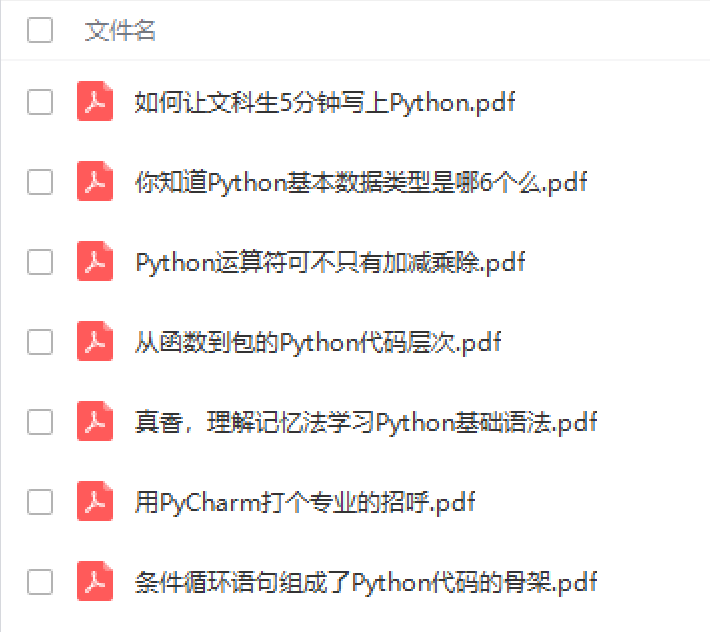 文件名
如何让文科生5分钟写上Python.pdf
你知道Python基本数据类型是哪6个么.pdf
Python运算符可不只有加减乘除.pdf
从函数到包的Python代码层次.pdf
真香，理解记忆法学习Python基础语法.pdf
用PyCharm打个专业的招呼.pdf
条件循环语句组成了Python代码的骨架.pdf